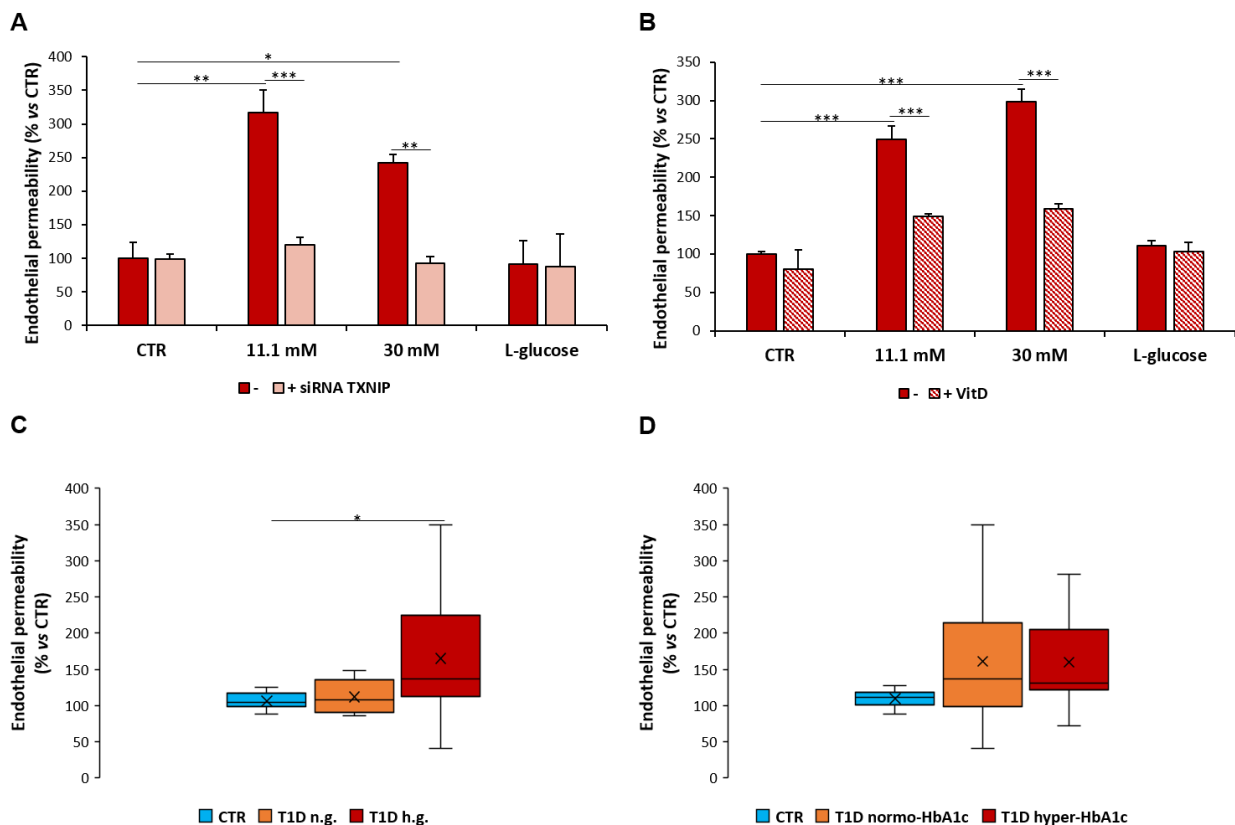 A
Endothelial permeability (% vs CTR)
400
350
300
250
200
150
100
50
0
*
**
***
**
CTR
11.1 mM
30 mM
L-glucose
-
+ siRNA TXNIP
B
Endothelial permeability (% vs CTR)
350
300
250
200
150
100
50
0
***
***
***
***
CTR
11.1 mM
30 mM
L-glucose
-
+ VitD
C
Endothelial permeability
(% vs CTR)
400
350
300
250
200
150
100
50
0
*
CTR
T1D n.g.
T1D h.g.
D
Endothelial permeability
(% vs CTR)
400
350
300
250
200
150
100
50
0
CTR
T1D normo-HbA1c
T1D hyper-HbA1c